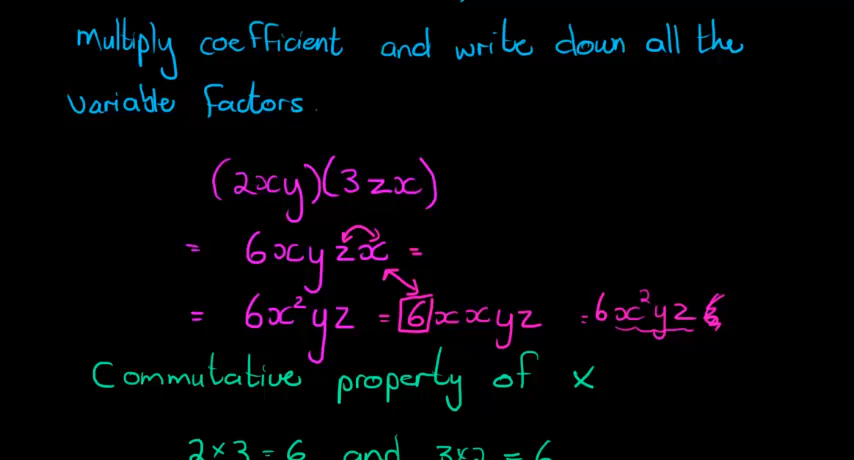 multiply coefficient and write down all the
variable factors.
(2xy)(3zx)
= 6xyzx =
= 6x²yz = 6xxyz = 6x²yz
Commutative property of x
2×3=6 and 3×2=6